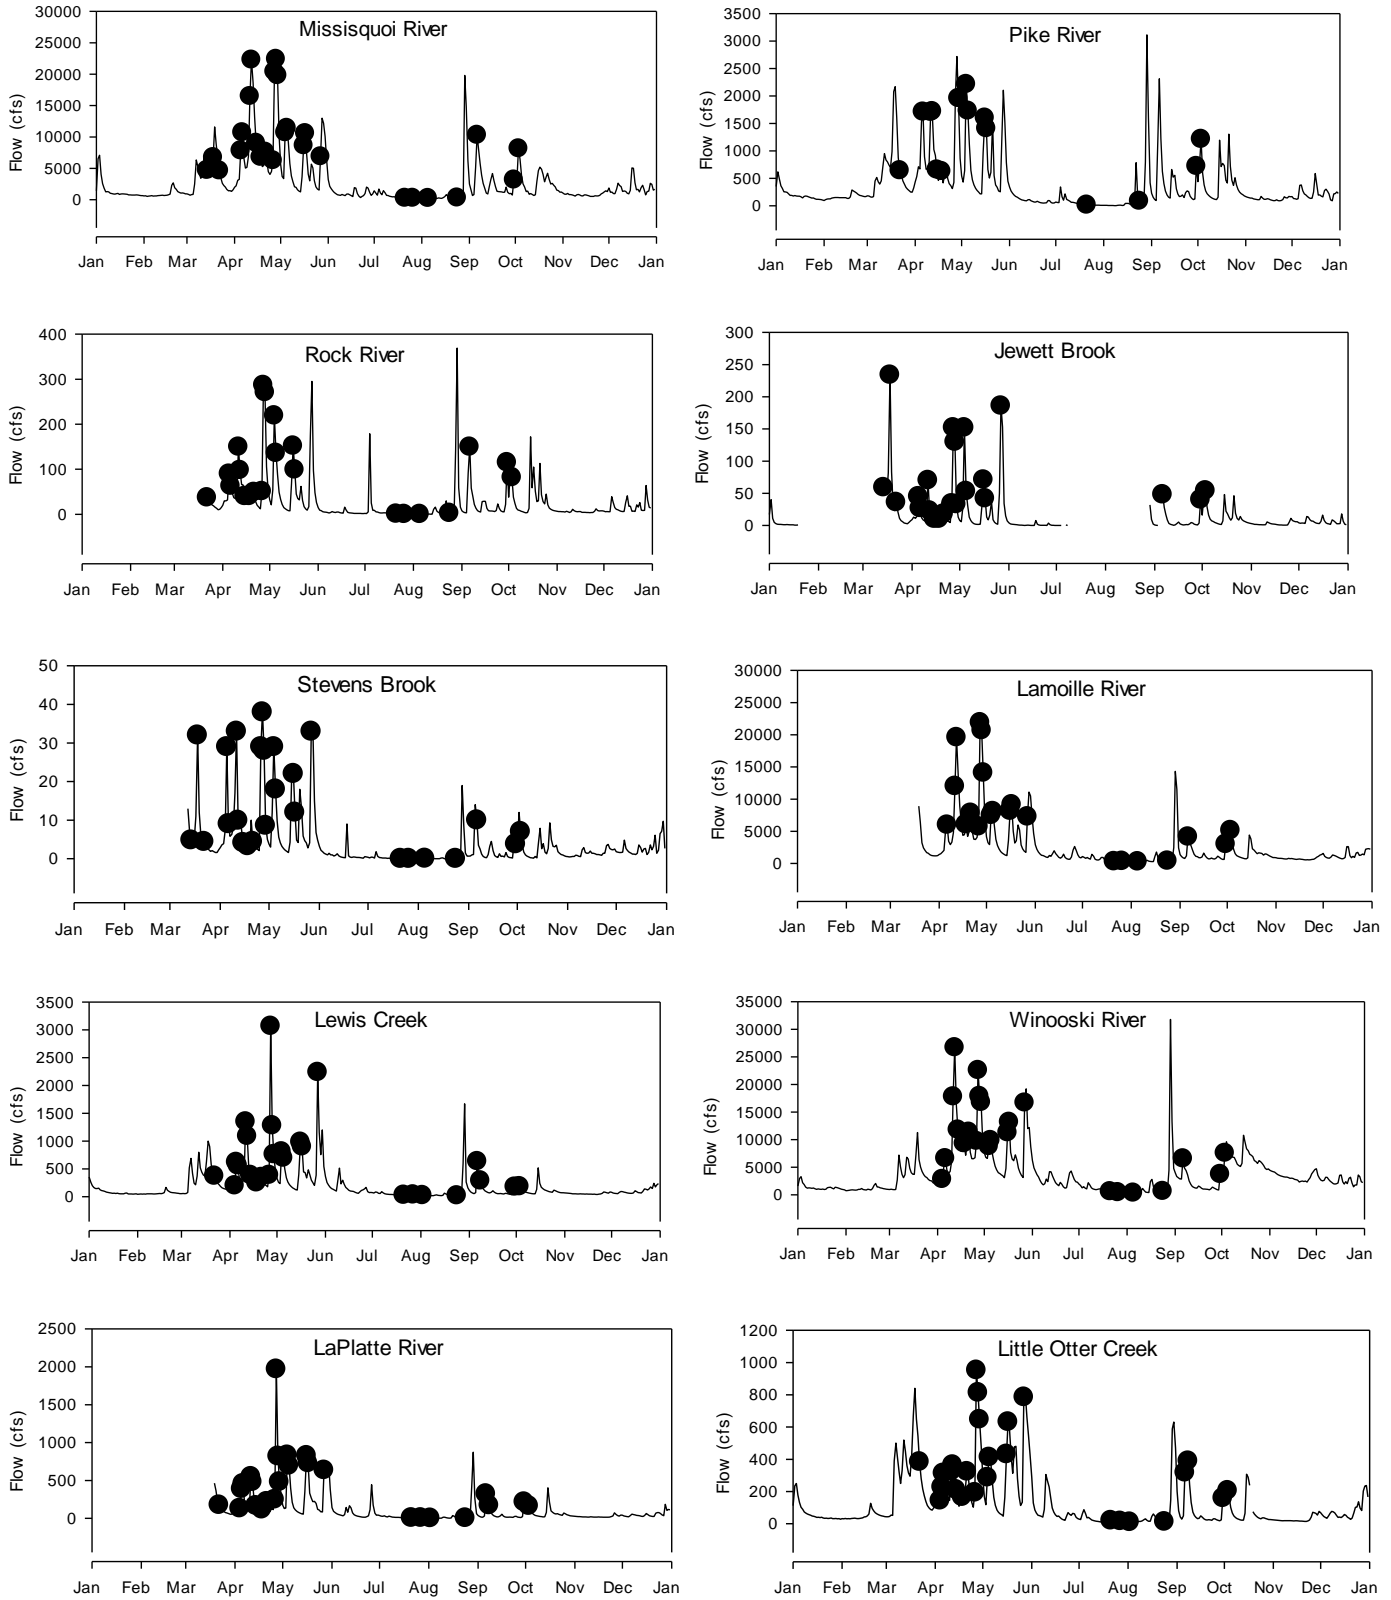 Missisquoi River
Flow (cfs)
30000
25000
20000
15000
10000
5000
0
Jan Feb Mar Apr May Jun Jul Aug Sep Oct Nov Dec Jan
Pike River
Flow (cfs)
3500
3000
2500
2000
1500
1000
500
0
Jan Feb Mar Apr May Jun Jul Aug Sep Oct Nov Dec Jan
Rock River
Flow (cfs)
400
300
200
100
0
Jan Feb Mar Apr May Jun Jul Aug Sep Oct Nov Dec Jan
Jewett Brook
Flow (cfs)
300
250
200
150
100
50
0
Jan Feb Mar Apr May Jun Jul Aug Sep Oct Nov Dec Jan
Stevens Brook
Flow (cfs)
50
40
30
20
10
0
Jan Feb Mar Apr May Jun Jul Aug Sep Oct Nov Dec Jan
Lamoille River
Flow (cfs)
30000
25000
20000
15000
10000
5000
0
Jan Feb Mar Apr May Jun Jul Aug Sep Oct Nov Dec Jan
Lewis Creek
Flow (cfs)
3500
3000
2500
2000
1500
1000
500
0
Jan Feb Mar Apr May Jun Jul Aug Sep Oct Nov Dec Jan
Winooski River
Flow (cfs)
35000
30000
25000
20000
15000
10000
5000
0
Jan Feb Mar Apr May Jun Jul Aug Sep Oct Nov Dec Jan
LaPlatte River
Flow (cfs)
2500
2000
1500
1000
500
0
Jan Feb Mar Apr May Jun Jul Aug Sep Oct Nov Dec Jan
Little Otter Creek
Flow (cfs)
1200
1000
800
600
400
200
0
Jan Feb Mar Apr May Jun Jul Aug Sep Oct Nov Dec Jan